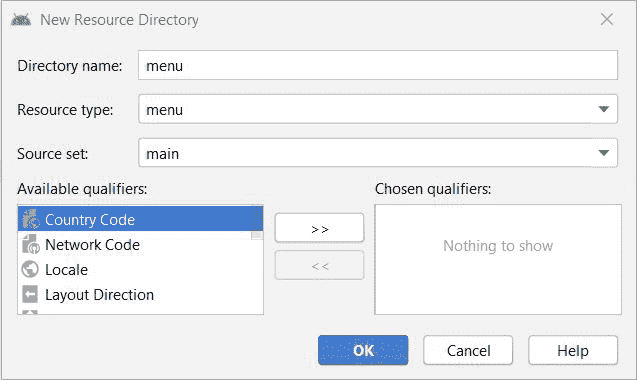 New Resource Directory
Directory name: menu
Resource type: menu
Source set: main
Available qualifiers: Chosen qualifiers:
Country Code
Network Code
Locale
Layout Direction
>>
<<
Nothing to show
OK Cancel Help